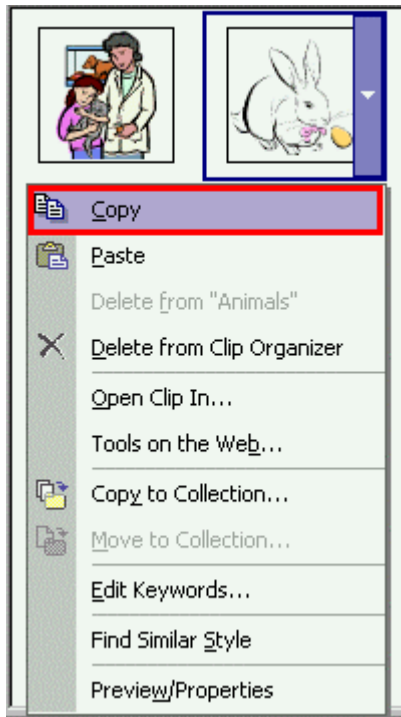 Copy
Paste
Delete from "Animals"
Delete from Clip Organizer
Open Clip In...
Tools on the Web...
Copy to Collection...
Move to Collection...
Edit Keywords...
Find Similar Style
Preview/Properties